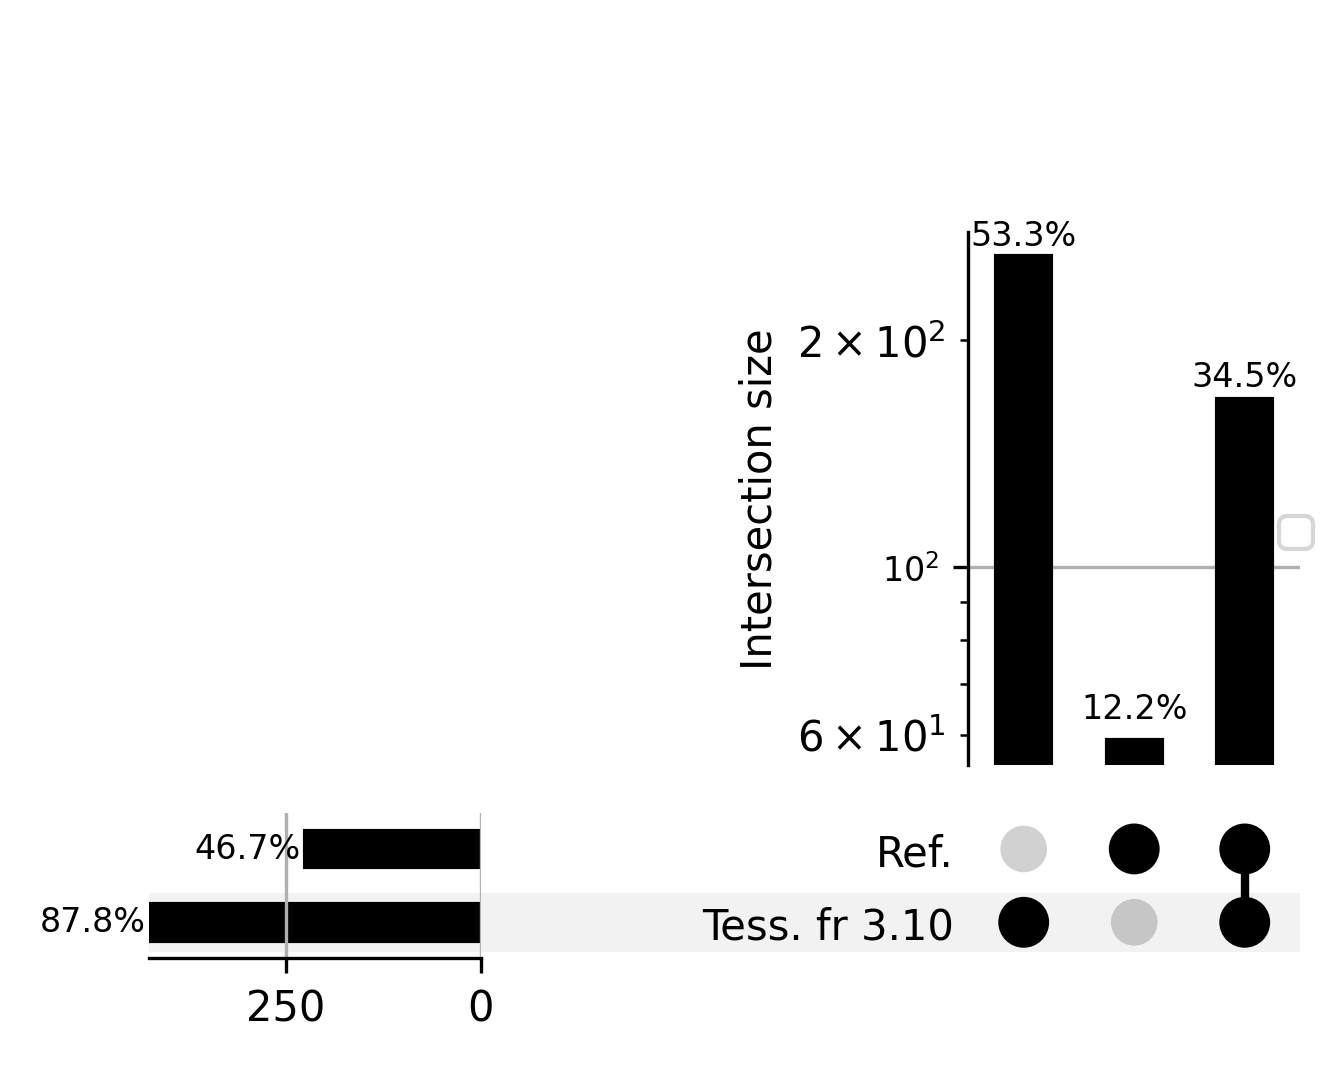 53.3%
2 × 10²
34.5%
Intersection size
10²
12.2%
6 × 10¹
46.7%
Ref.
87.8%
Tess. fr 3.10
250
0